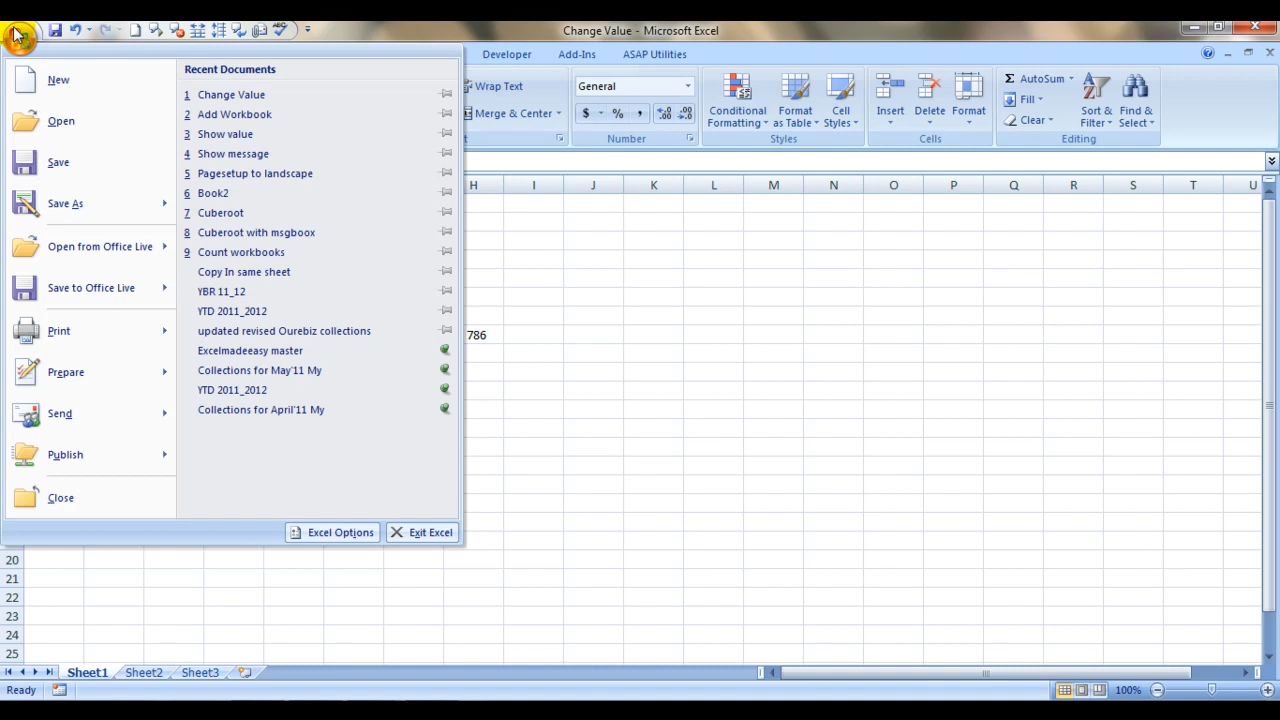 Change Value - Microsoft Excel
Developer Add-Ins ASAP Utilities
New
Open
Save
Save As
Open from Office Live
Save to Office Live
Print
Prepare
Send
Publish
Close
Recent Documents
1 Change Value
2 Add Workbook
3 Show value
4 Show message
5 Pagesetup to landscape
6 Book2
7 Cuberoot
8 Cuberoot with msgboox
9 Count workbooks
Copy In same sheet
YBR 11_12
YTD 2011_2012
updated revised Ourebiz collections
Excelmadeeasy master
Collections for May'11 My
YTD 2011_2012
Collections for April'11 My
Excel Options Exit Excel
Wrap Text
Merge & Center
General
$ % ,
Number
Conditional Formatting
Format as Table
Cell Styles
Styles
Insert Delete Format
Cells
AutoSum
Fill
Clear
Sort & Filter
Find & Select
Editing
H I J K L M N O P Q R S T U
786
20
21
22
23
24
25
Sheet1 Sheet2 Sheet3
Ready 100%